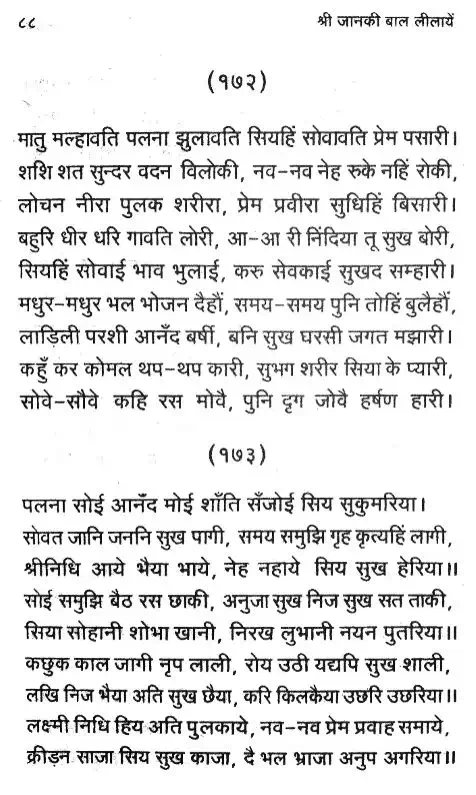 ८८
श्री जानकी बाल लीलायें
(१७२)
मातु मल्हावति पलना झुलावति सियहिं सोवावति प्रेम पसारी।
शशि शत सुन्दर वदन विलोकी, नव-नव नेह रुके नहिं रोकी,
लोचन नीरा पुलक शरीरा, प्रेम प्रवीरा सुधिहिं बिसारी।
बहुरि धीर धरि गावति लोरी, आ-आ री निंदिया तू सुख बोरी,
सियहिं सोवाई भाव भुलाई, करु सेवकाई सुखद सम्हारी।
मधुर-मधुर भल भोजन दैहौं, समय-समय पुनि तोहिं बुलैहौं,
लाड़िली परशी आनँद बर्षी, बनि सुख घरसी जगत मझारी।
कहुँ कर कोमल थप-थप कारी, सुभग शरीर सिया के प्यारी,
सोवे-सौवे कहि रस मोवै, पुनि दृग जोवै हर्षण हारी।
(१७३)
पलना सोई आनँद मोई शाँति सँजोई सिय सुकुमरिया।
सोवत जानि जननि सुख पागी, समय समुझि गृह कृत्यहिं लागी,
श्रीनिधि आये भैया भाये, नेह नहाये सिय सुख हेरिया॥
सोई समुझि बैठ रस छाकी, अनुजा सुख निज सुख सत ताकी,
सिया सोहानी शोभा खानी, निरख लुभानी नयन पुतरिया॥
कछुक काल जागी नृप लाली, रोय उठी यद्यपि सुख शाली,
लखि निज भैया अति सुख छैया, करि किलकैया उछरि उछरिया॥
लक्ष्मी निधि हिय अति पुलकाये, नव-नव प्रेम प्रवाह समाये,
क्रीड़न साजा सिय सुख काजा, दै भल भ्राजा अनुप अगरिया॥